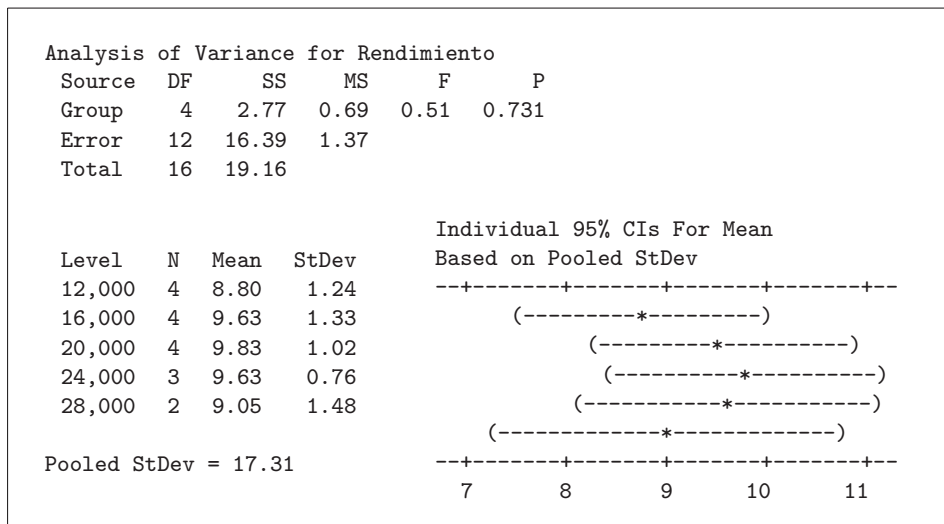 Analysis of Variance for Rendimiento
Source DF SS MS F P
Group 4 2.77 0.69 0.51 0.731
Error 12 16.39 1.37
Total 16 19.16
Individual 95% CIs For Mean
Level N Mean StDev Based on Pooled StDev
12,000 4 8.80 1.24 --+-------+-------+-------+-------+--
16,000 4 9.63 1.33 (---------*---------)
20,000 4 9.83 1.02 (---------*----------)
24,000 3 9.63 0.76 (----------*----------)
28,000 2 9.05 1.48 (-----------*-----------)
(-------------*-------------)
Pooled StDev = 17.31 --+-------+-------+-------+-------+--
7 8 9 10 11